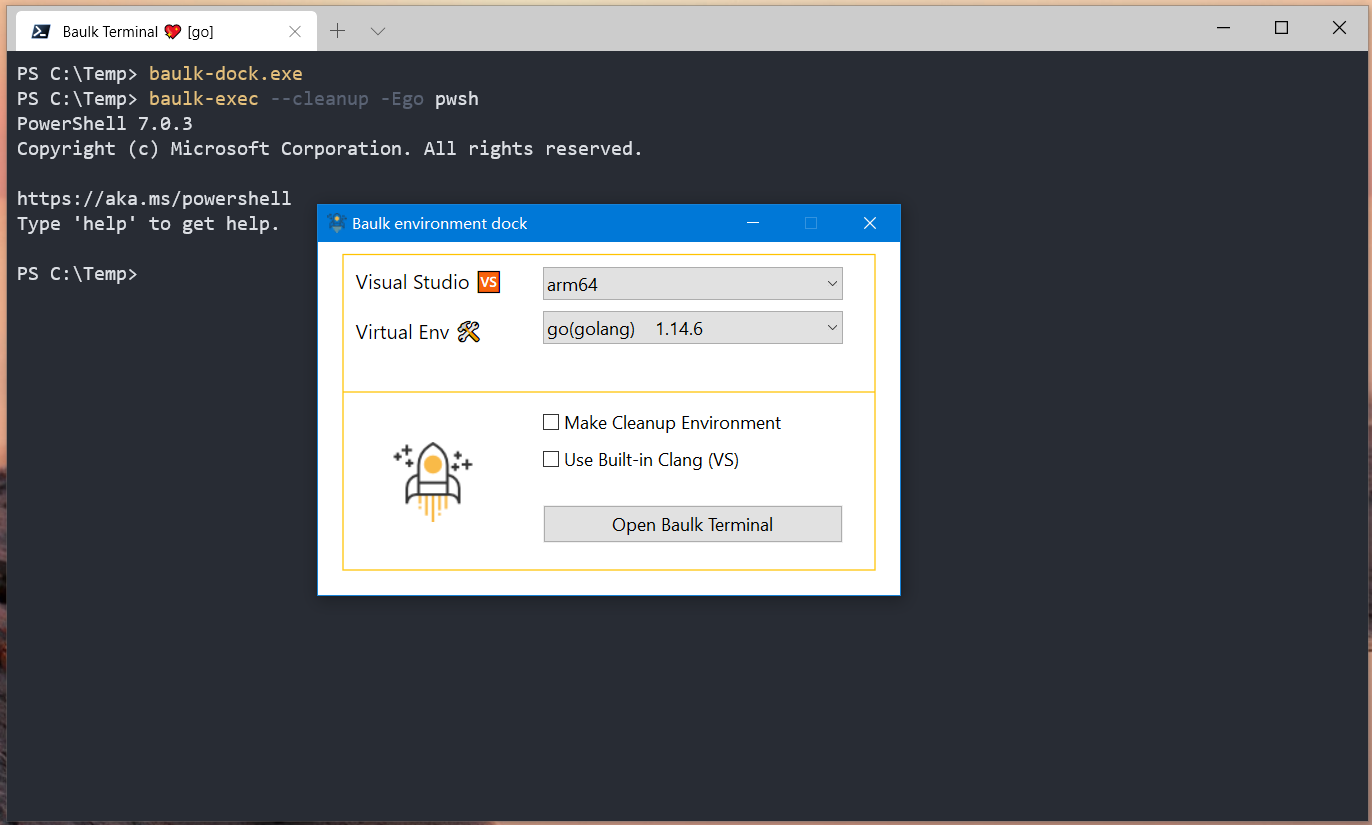 Baulk Terminal 💖 [go]
PS C:\Temp> baulk-dock.exe
PS C:\Temp> baulk-exec --cleanup -Ego pwsh
PowerShell 7.0.3
Copyright (c) Microsoft Corporation. All rights reserved.
https://aka.ms/powershell
Type 'help' to get help.
PS C:\Temp>
Baulk environment dock
Visual Studio 🆚 arm64
Virtual Env 🛠 go(golang) 1.14.6
Make Cleanup Environment
Use Built-in Clang (VS)
Open Baulk Terminal